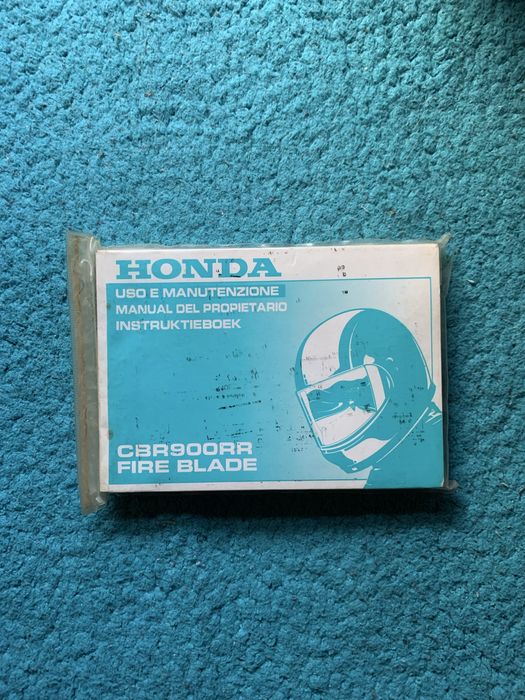 HONDA
USO E MANUTENZIONE
MANUAL DEL PROPIETARIO
INSTRUKTIEBOEK
CBR900RR
FIRE BLADE